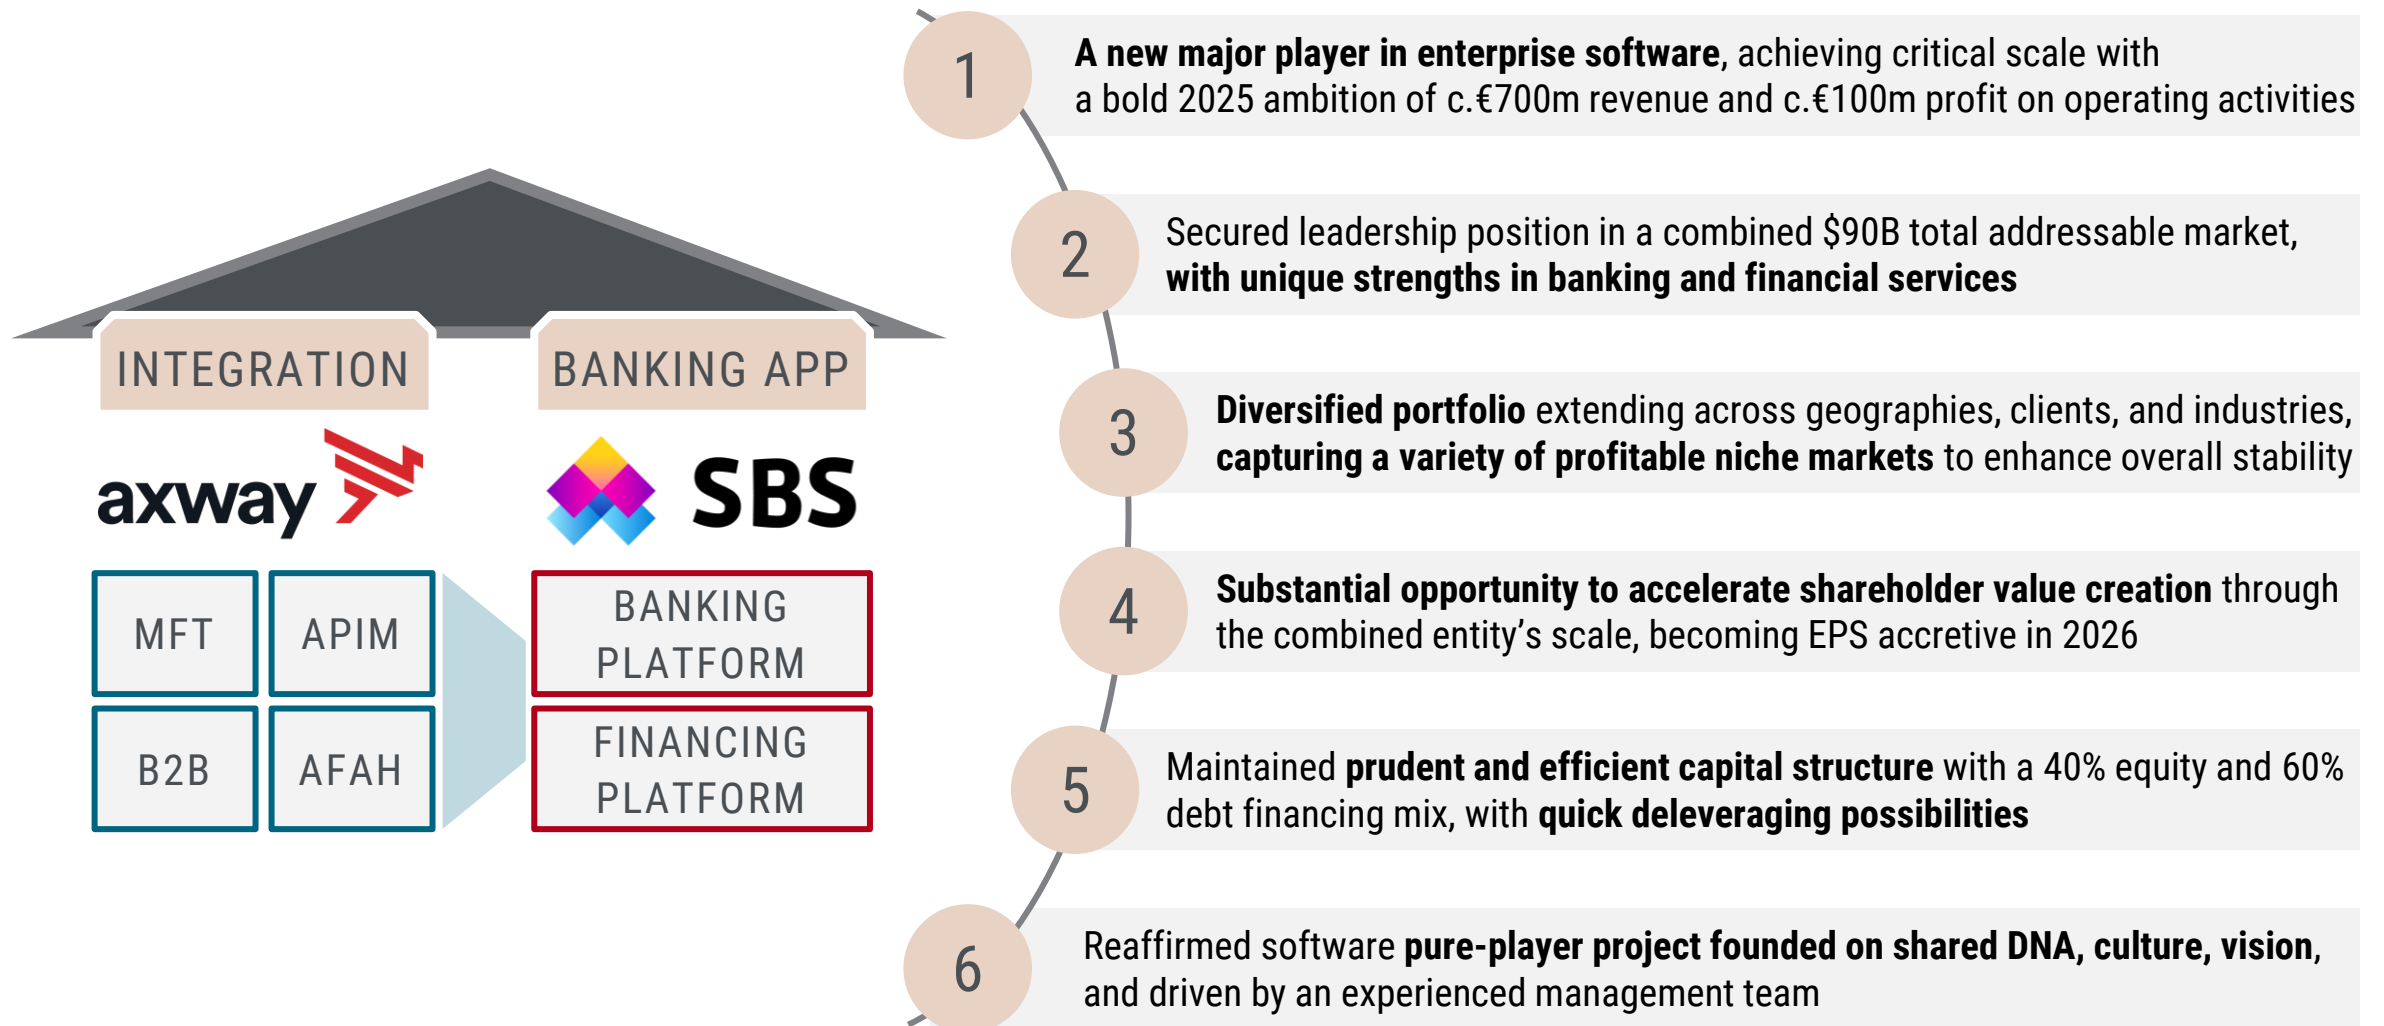 INTEGRATION
BANKING APP
axway
SBS
MFT
APIM
B2B
AFAH
BANKING
PLATFORM
FINANCING
PLATFORM
1
A new major player in enterprise software, achieving critical scale with
a bold 2025 ambition of c.€700m revenue and c.€100m profit on operating activities
2
Secured leadership position in a combined $90B total addressable market,
with unique strengths in banking and financial services
3
Diversified portfolio extending across geographies, clients, and industries,
capturing a variety of profitable niche markets to enhance overall stability
4
Substantial opportunity to accelerate shareholder value creation through
the combined entity’s scale, becoming EPS accretive in 2026
5
Maintained prudent and efficient capital structure with a 40% equity and 60%
debt financing mix, with quick deleveraging possibilities
6
Reaffirmed software pure-player project founded on shared DNA, culture, vision,
and driven by an experienced management team